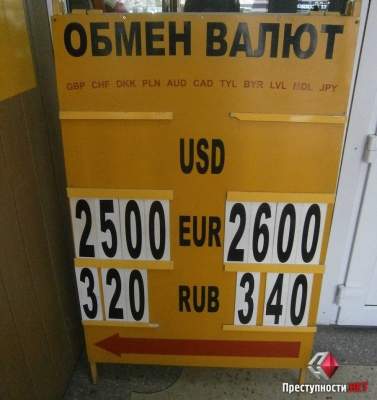 ОБМЕН ВАЛЮТ
GBP CHF DKK PLN AUD CAD TYL BYR LVL MDL JPY
USD
2500 EUR 2600
320 RUB 340
Преступности.НЕТ